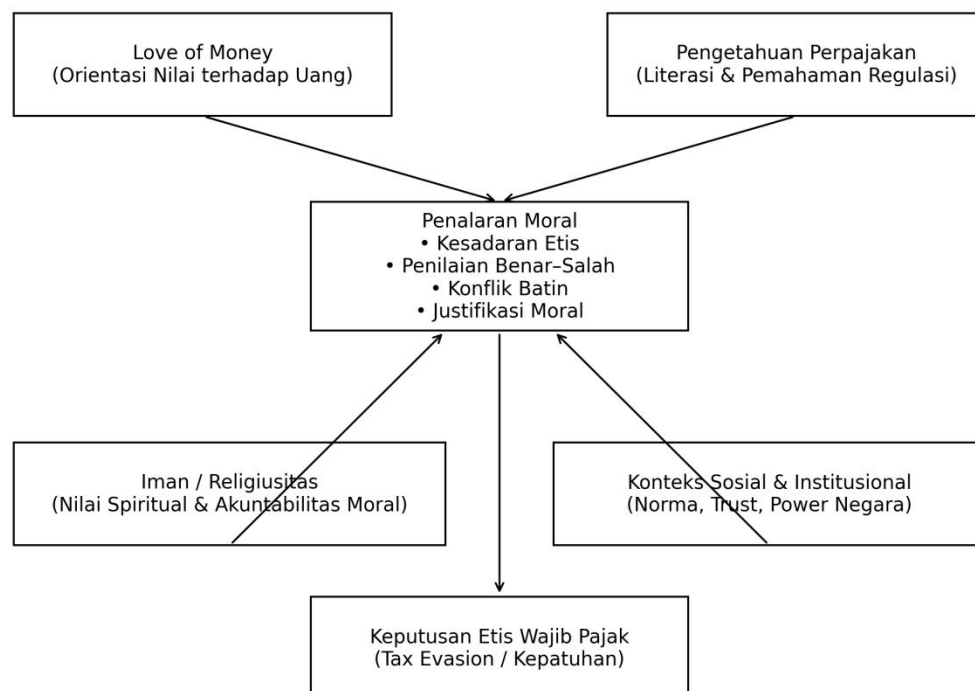 Love of Money
(Orientasi Nilai terhadap Uang)
Pengetahuan Perpajakan
(Literasi & Pemahaman Regulasi)
Penalaran Moral
• Kesadaran Etis
• Penilaian Benar–Salah
• Konflik Batin
• Justifikasi Moral
Iman / Religiusitas
(Nilai Spiritual & Akuntabilitas Moral)
Konteks Sosial & Institusional
(Norma, Trust, Power Negara)
Keputusan Etis Wajib Pajak
(Tax Evasion / Kepatuhan)